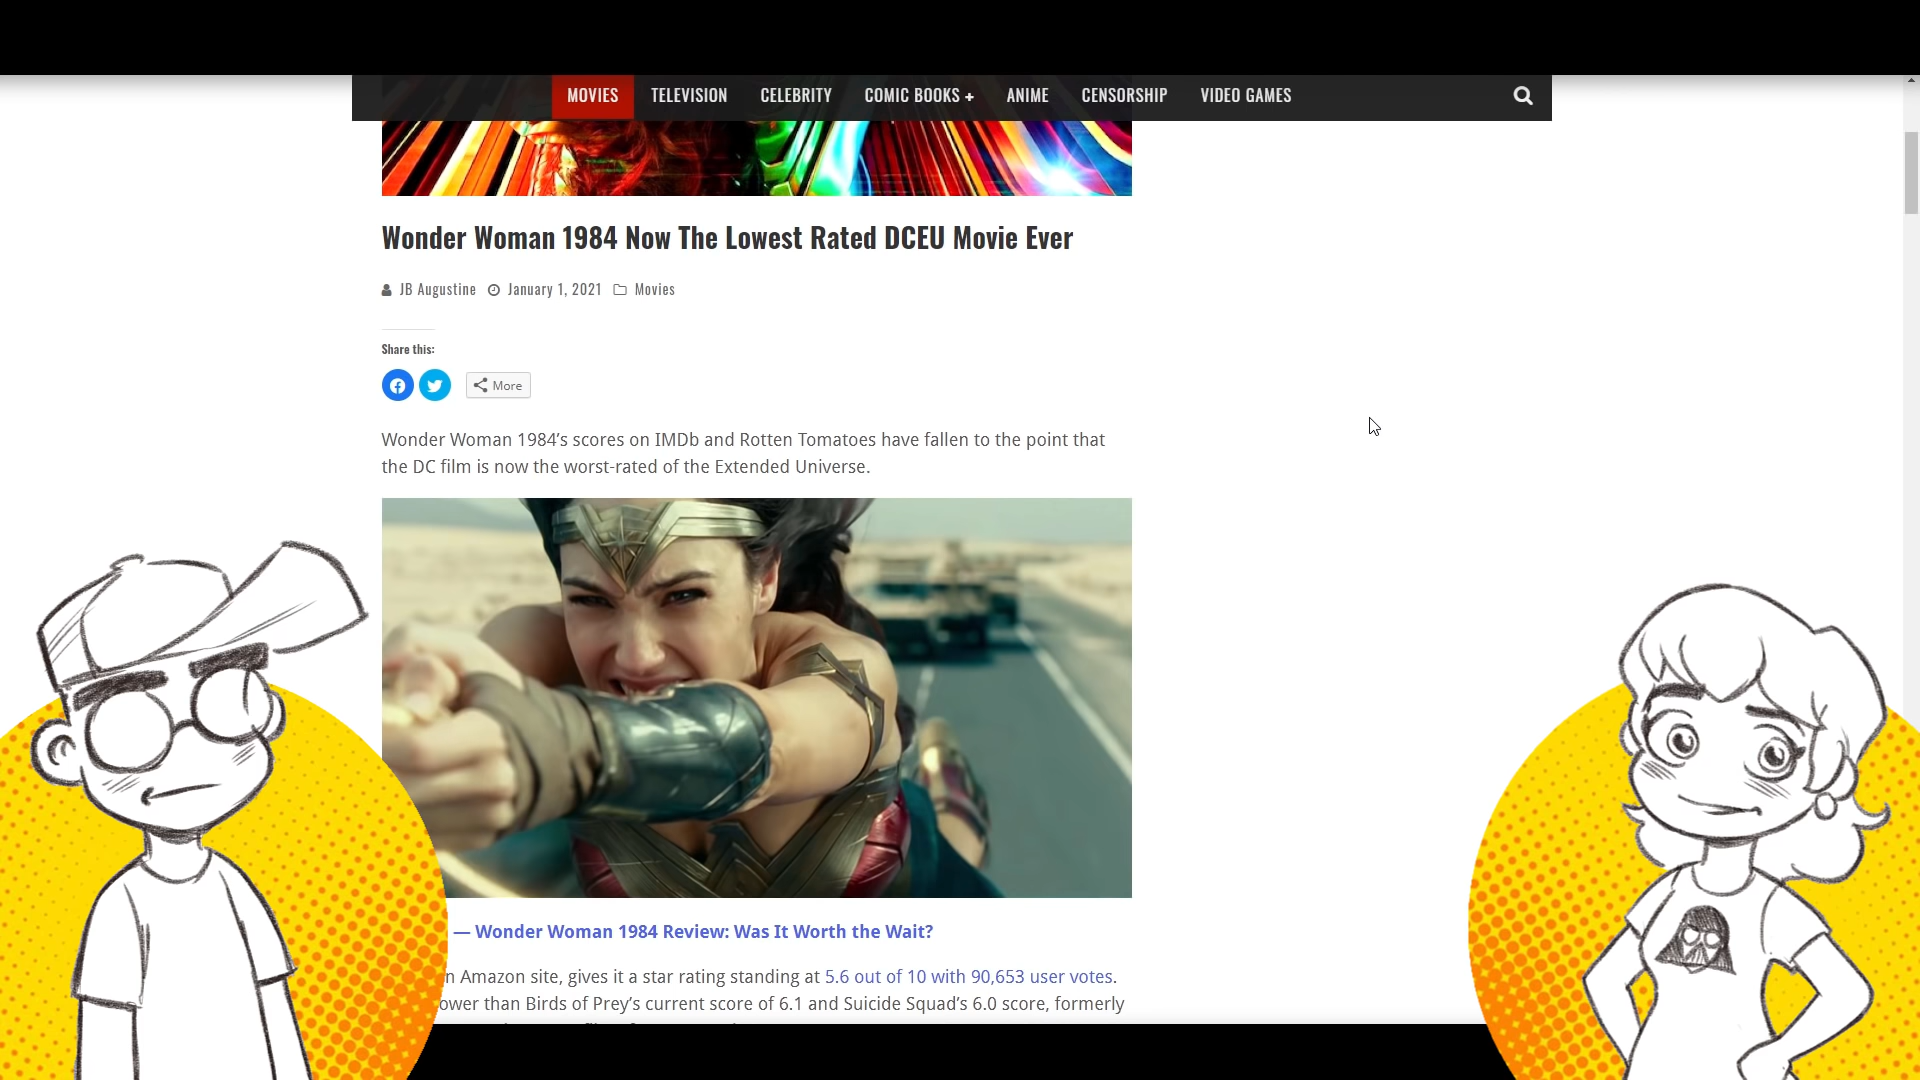 MOVIES TELEVISION CELEBRITY COMIC BOOKS + ANIME CENSORSHIP VIDEO GAMES
Wonder Woman 1984 Now The Lowest Rated DCEU Movie Ever
JB Augustine January 1, 2021 Movies
Share this:
More
Wonder Woman 1984’s scores on IMDb and Rotten Tomatoes have fallen to the point that
the DC film is now the worst-rated of the Extended Universe.
— Wonder Woman 1984 Review: Was It Worth the Wait?
n Amazon site, gives it a star rating standing at 5.6 out of 10 with 90,653 user votes.
ower than Birds of Prey’s current score of 6.1 and Suicide Squad’s 6.0 score, formerly